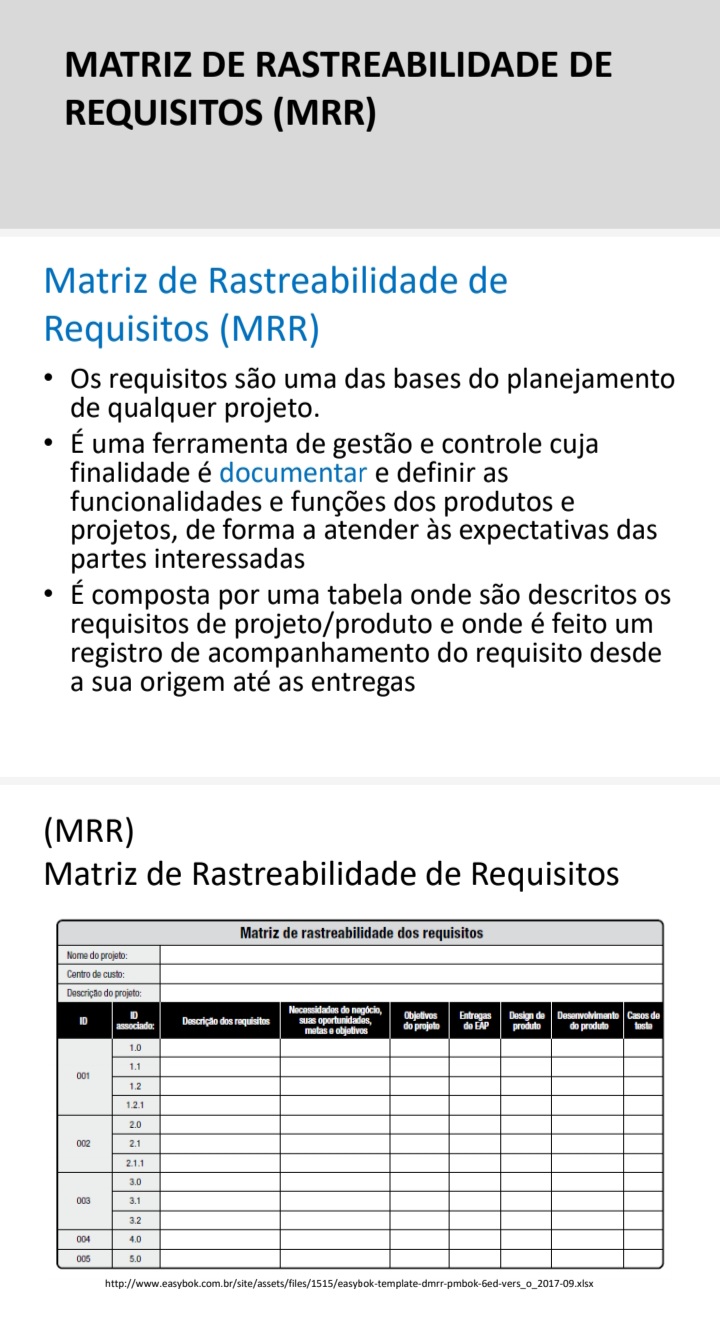 MATRIZ DE RASTREABILIDADE DE
REQUISITOS (MRR)
Matriz de Rastreabilidade de
Requisitos (MRR)
• Os requisitos são uma das bases do planejamento
de qualquer projeto.
• É uma ferramenta de gestão e controle cuja
finalidade é documentar e definir as
funcionalidades e funções dos produtos e
projetos, de forma a atender às expectativas das
partes interessadas
• É composta por uma tabela onde são descritos os
requisitos de projeto/produto e onde é feito um
registro de acompanhamento do requisito desde
a sua origem até as entregas
(MRR)
Matriz de Rastreabilidade de Requisitos
Matriz de rastreabilidade dos requisitos
Nome do projeto:
Centro de custo:
Descrição do projeto:
ID
ID
associado:
Descrição dos requisitos
Necessidades do negócio,
suas oportunidades,
metas e objetivos
Objetivos
do projeto
Entregas
da EAP
Design de
produto
Desenvolvimento
do produto
Casos de
teste
001
1.0
1.1
1.2
1.2.1
002
2.0
2.1
2.1.1
003
3.0
3.1
3.2
004
4.0
005
5.0
http://www.easybok.com.br/site/assets/files/1515/easybok-template-dmrr-pmbok-6ed-vers_o_2017-09.xlsx